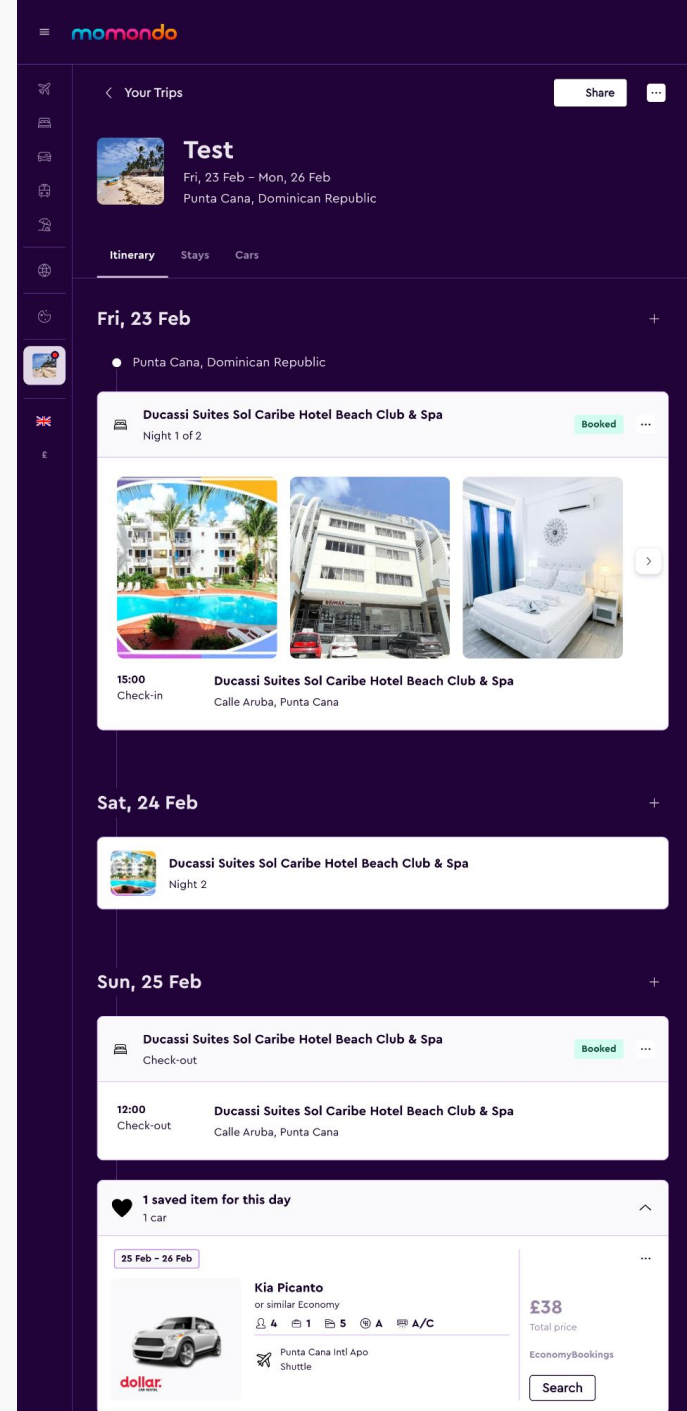 momondo
Your Trips
Share
Test
Fri, 23 Feb – Mon, 26 Feb
Punta Cana, Dominican Republic
Itinerary Stays Cars
Fri, 23 Feb
Punta Cana, Dominican Republic
£
Ducassi Suites Sol Caribe Hotel Beach Club & Spa
Night 1 of 2
Booked
REMAX
15:00
Check-in
Ducassi Suites Sol Caribe Hotel Beach Club & Spa
Calle Aruba, Punta Cana
Sat, 24 Feb
Ducassi Suites Sol Caribe Hotel Beach Club & Spa
Night 2
Sun, 25 Feb
Ducassi Suites Sol Caribe Hotel Beach Club & Spa
Check-out
Booked
12:00
Check-out
Ducassi Suites Sol Caribe Hotel Beach Club & Spa
Calle Aruba, Punta Cana
1 saved item for this day
1 car
25 Feb – 26 Feb
Kia Picanto
or similar Economy
4 1 5 A A/C
Punta Cana Intl Apo
Shuttle
dollar.
CAR RENTAL
£38
Total price
EconomyBookings
Search